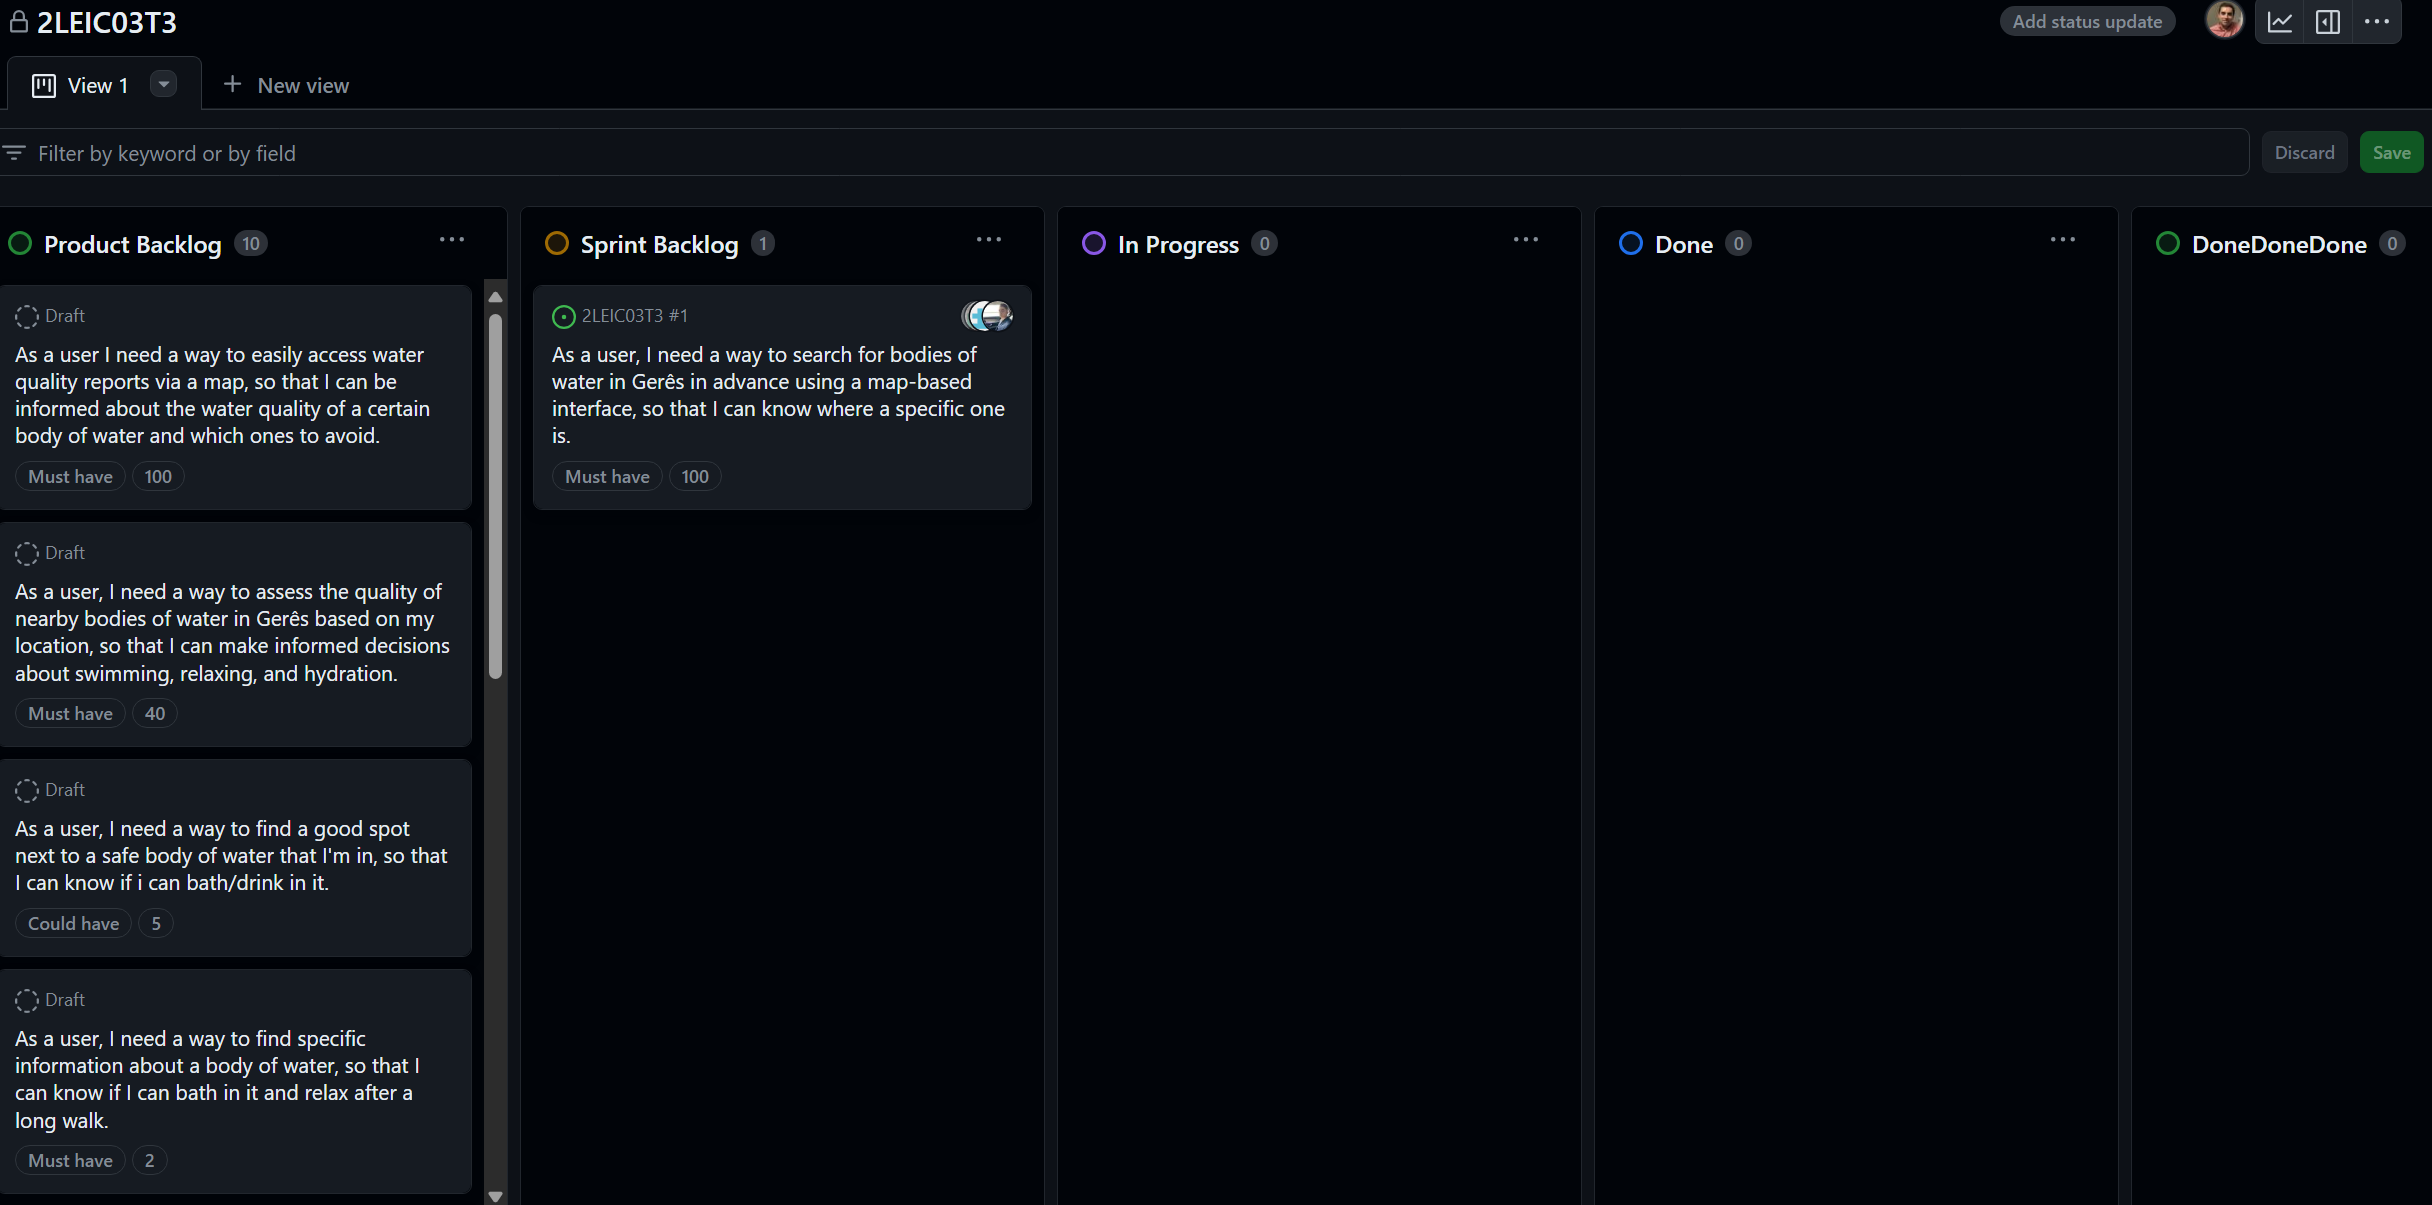 2LEIC03T3
Add status update
View 1
New view
Filter by keyword or by field
Discard
Save
Product Backlog 10
Draft
As a user I need a way to easily access water
quality reports via a map, so that I can be
informed about the water quality of a certain
body of water and which ones to avoid.
Must have 100
Draft
As a user, I need a way to assess the quality of
nearby bodies of water in Gerês based on my
location, so that I can make informed decisions
about swimming, relaxing, and hydration.
Must have 40
Draft
As a user, I need a way to find a good spot
next to a safe body of water that I'm in, so that
I can know if i can bath/drink in it.
Could have 5
Draft
As a user, I need a way to find specific
information about a body of water, so that I
can know if I can bath in it and relax after a
long walk.
Must have 2
Sprint Backlog 1
2LEIC03T3 #1
As a user, I need a way to search for bodies of
water in Gerês in advance using a map-based
interface, so that I can know where a specific one
is.
Must have 100
In Progress 0
Done 0
DoneDoneDone 0